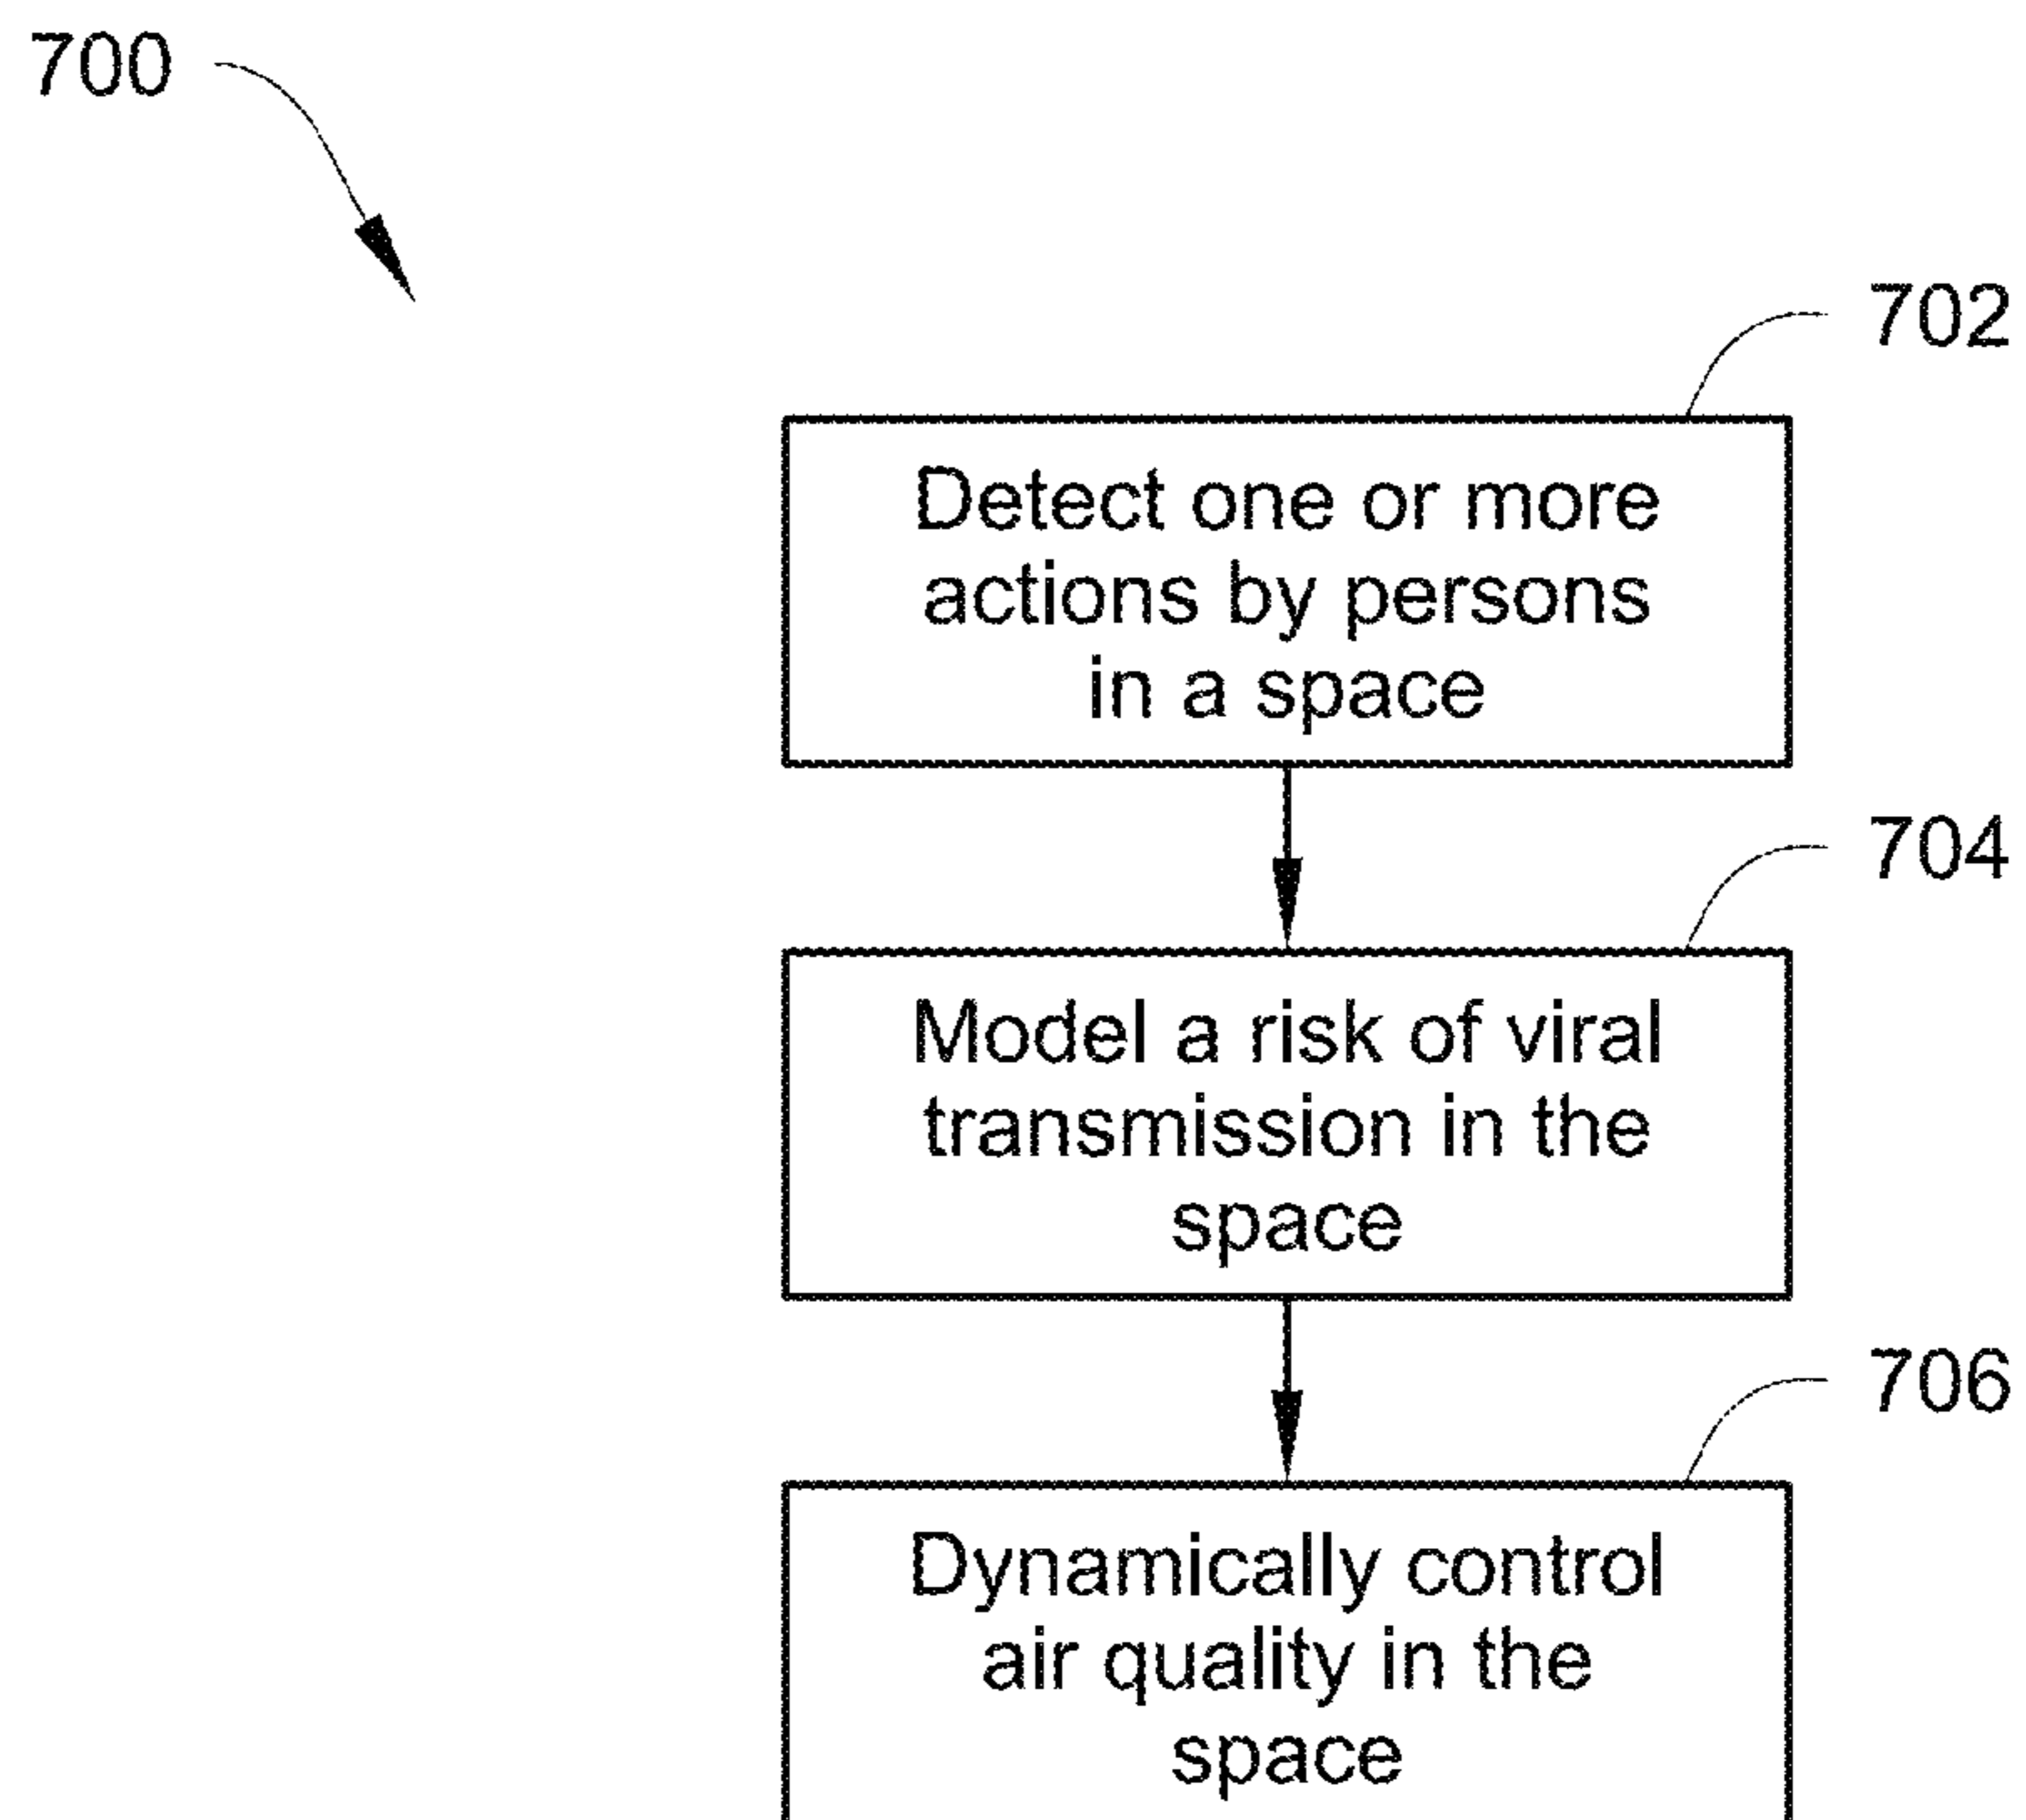 700
702
Detect one or more
actions by persons
in a space
704
Model a risk of viral
transmission in the
space
706
Dynamically control
air quality in the
space